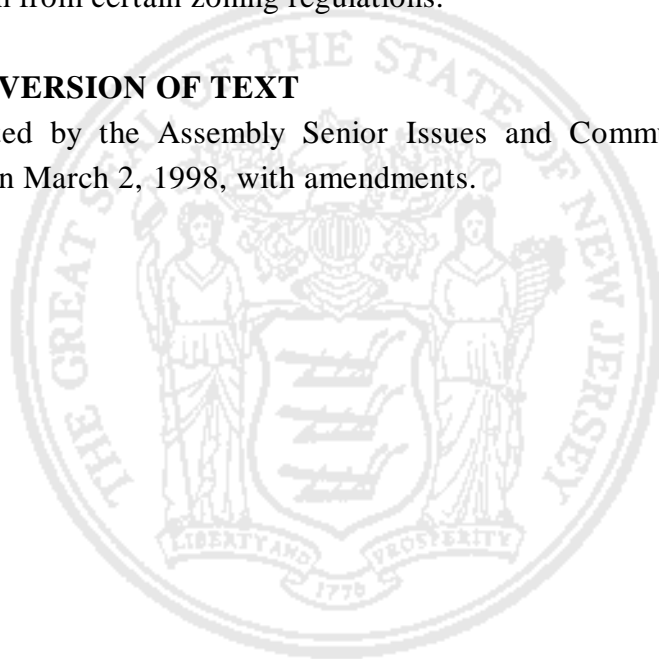 from certain zoning regulations.
VERSION OF TEXT
ed by the Assembly Senior Issues and Comm
n March 2, 1998, with amendments.
THE GREAT SEAL OF THE STATE OF NEW JERSEY
LIBERTY AND PROSPERITY
1776